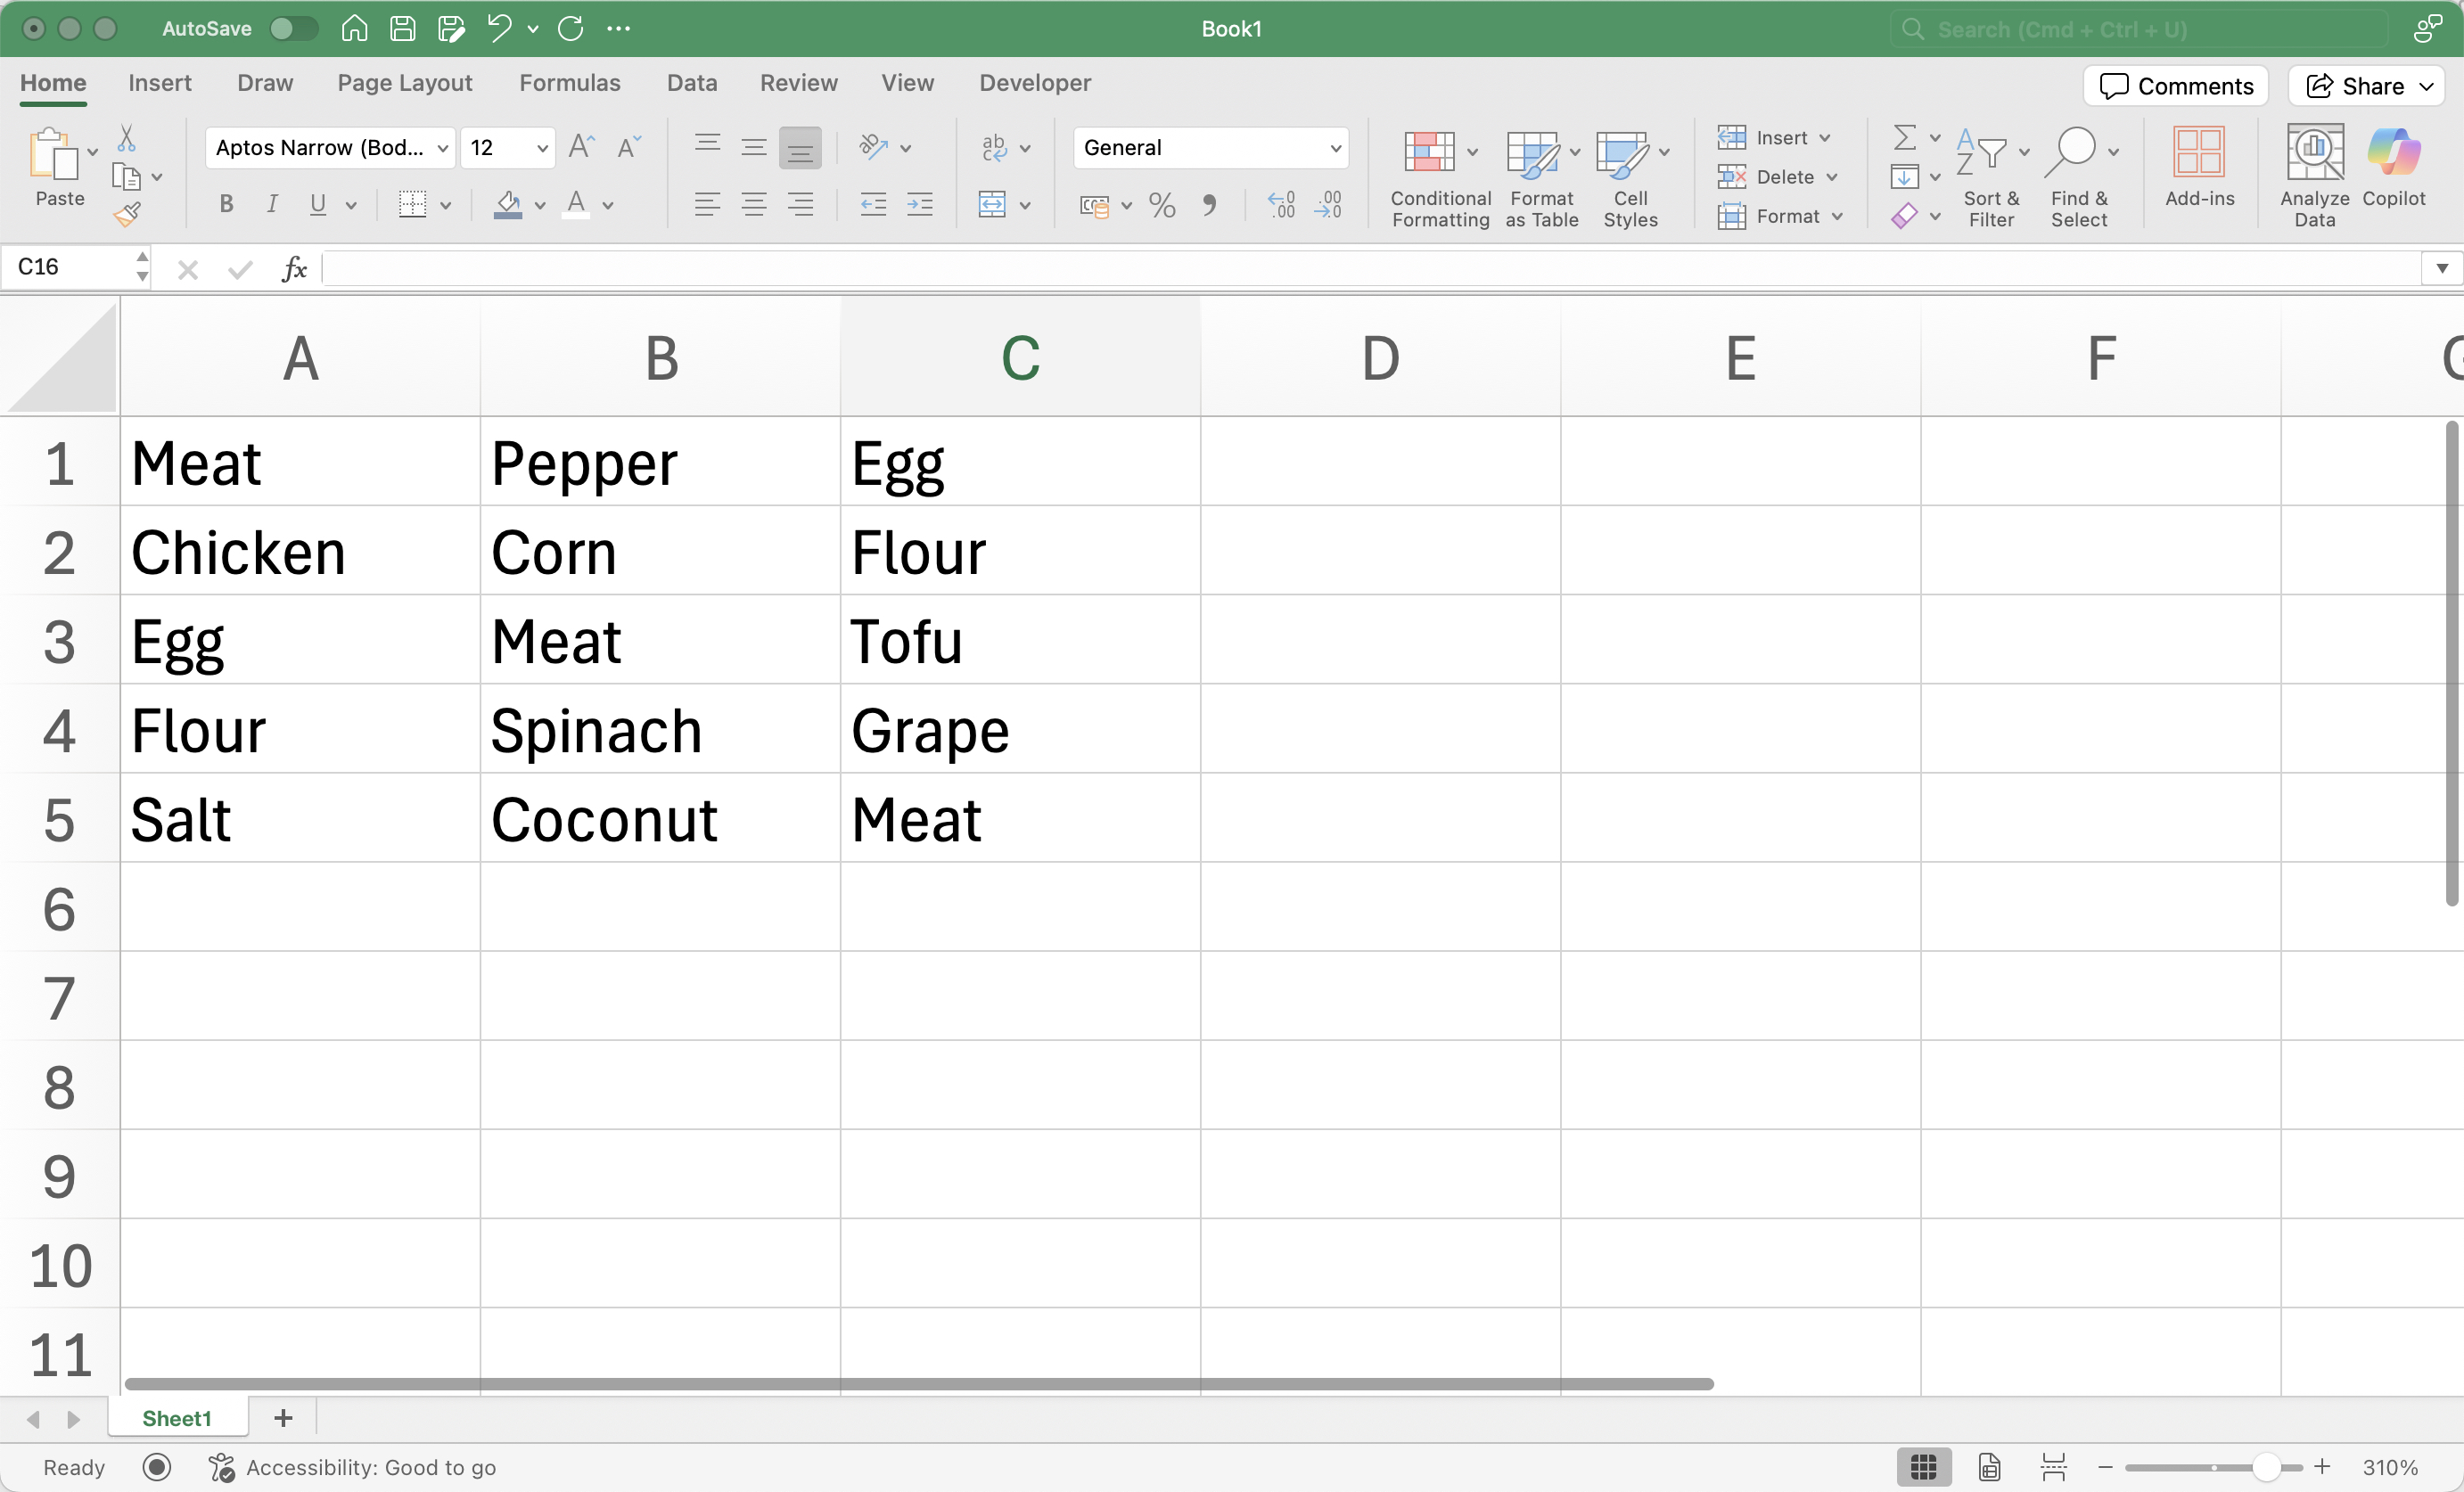 AutoSave Book1 Search (Cmd + Ctrl + U)
Home Insert Draw Page Layout Formulas Data Review View Developer Comments Share
Paste Aptos Narrow (Bod... 12 General Conditional Formatting Format as Table Cell Styles Insert Delete Format Sort & Filter Find & Select Add-ins Analyze Data Copilot
C16 fx
A B C D E F G
1 Meat Pepper Egg
2 Chicken Corn Flour
3 Egg Meat Tofu
4 Flour Spinach Grape
5 Salt Coconut Meat
6
7
8
9
10
11
Sheet1 +
Ready Accessibility: Good to go 310%